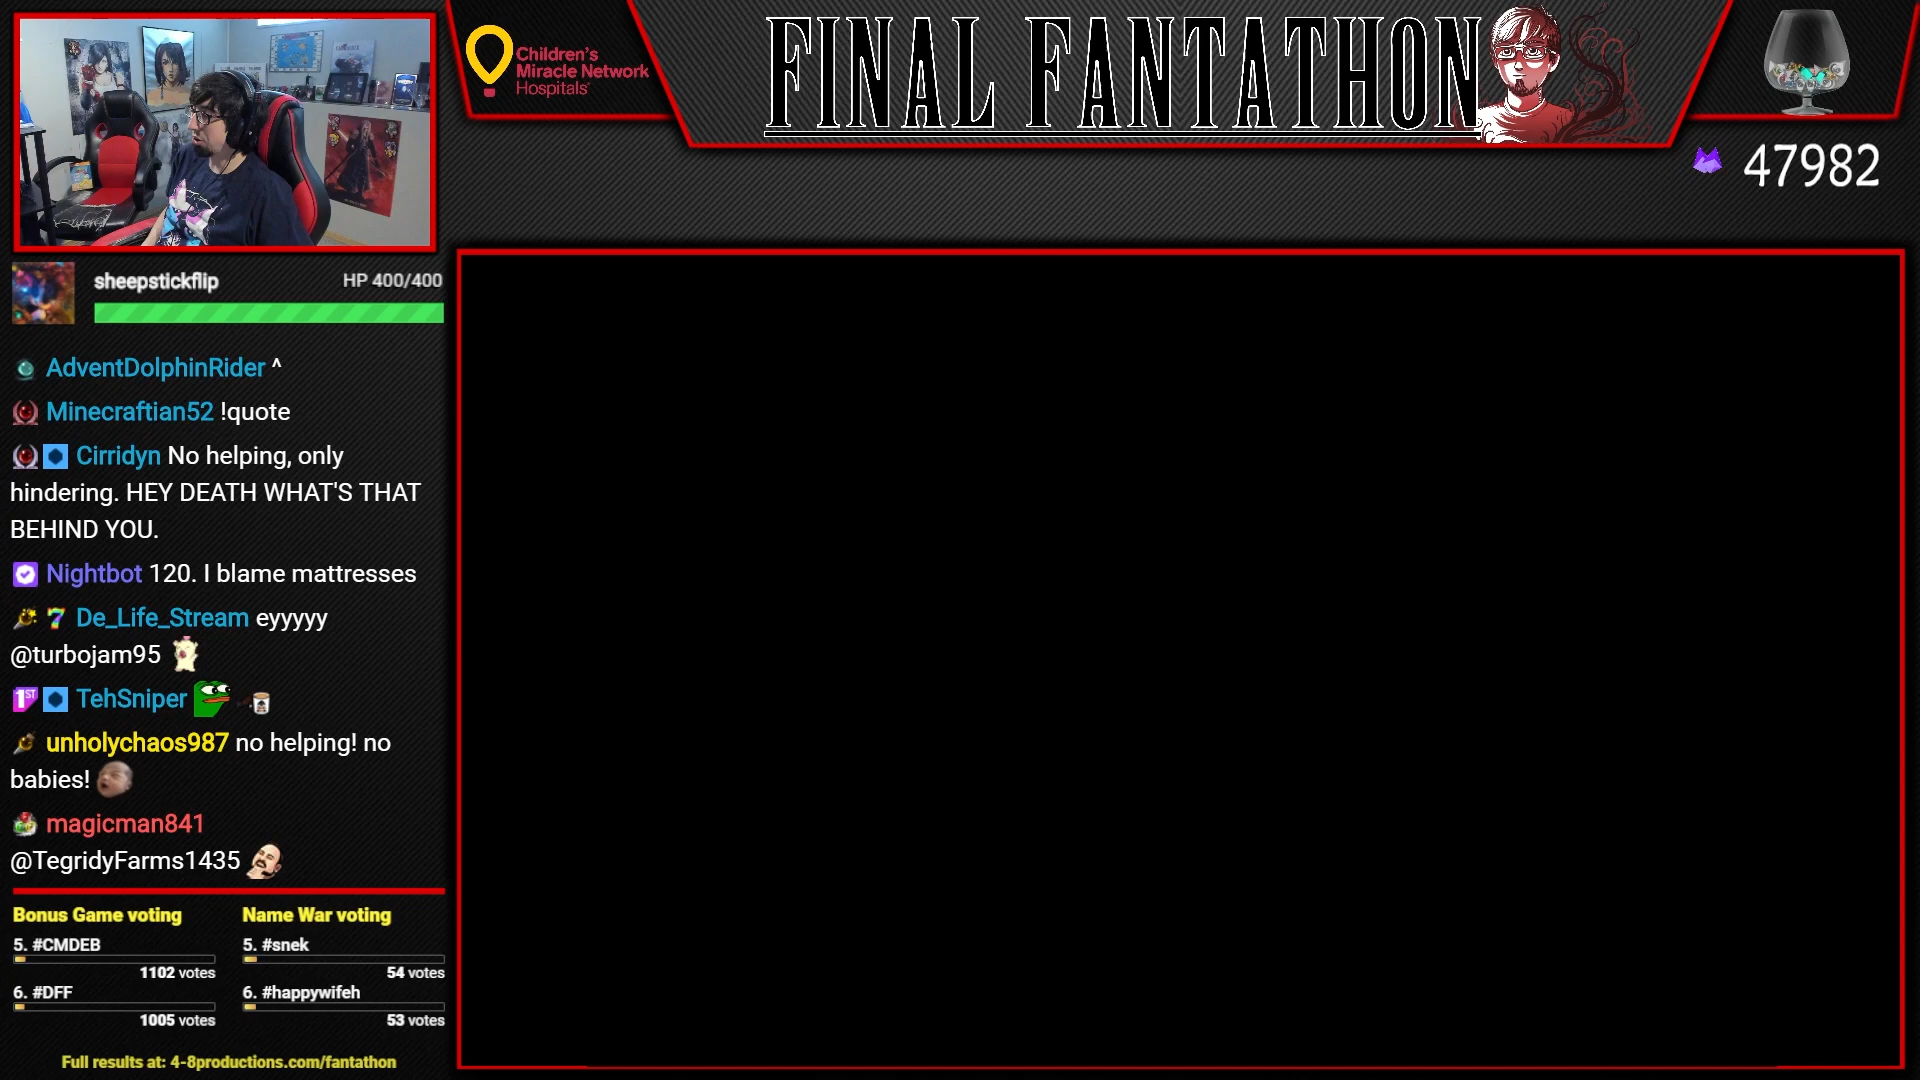 Children's
Miracle Network
Hospitals
FINAL FANTATHON
47982
sheepstickflip HP 400/400
AdventDolphinRider ^
Minecraftian52 !quote
Cirridyn No helping, only
hindering. HEY DEATH WHAT'S THAT
BEHIND YOU.
Nightbot 120. I blame mattresses
7 De_Life_Stream eyyyyy
@turbojam95
1ST TehSniper
unholychaos987 no helping! no
babies!
magicman841
@TegridyFarms1435
Bonus Game voting
5. #CMDEB
1102 votes
6. #DFF
1005 votes
Name War voting
5. #snek
54 votes
6. #happywifeh
53 votes
Full results at: 4-8productions.com/fantathon